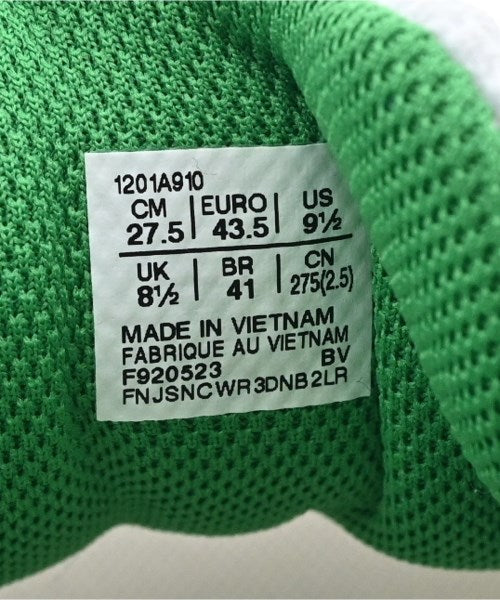 1201A910
CM 27.5 | EURO 43.5 | US 9½
UK 8½ | BR 41 | CN 275(2.5)
MADE IN VIETNAM
FABRIQUE AU VIETNAM
F920523 BV
FNJSNCWR3DNB2LR